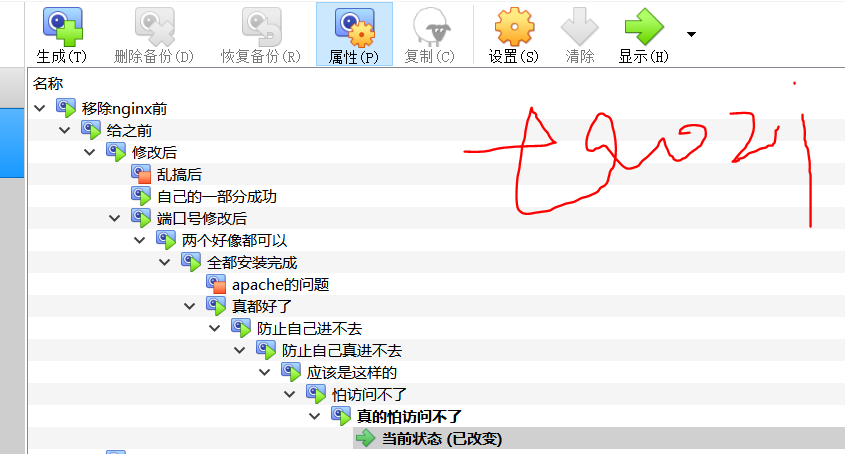 生成(T) 删除备份(D) 恢复备份(R) 属性(P) 复制(C) 设置(S) 清除 显示(H)
名称
移除nginx前
给之前
修改后
乱搞后
自己的一部分成功
端口号修改后
两个好像都可以
全都安装完成
apache的问题
真都好了
防止自己进不去
防止自己真进不去
应该是这样的
怕访问不了
真的怕访问不了
当前状态 (已改变)